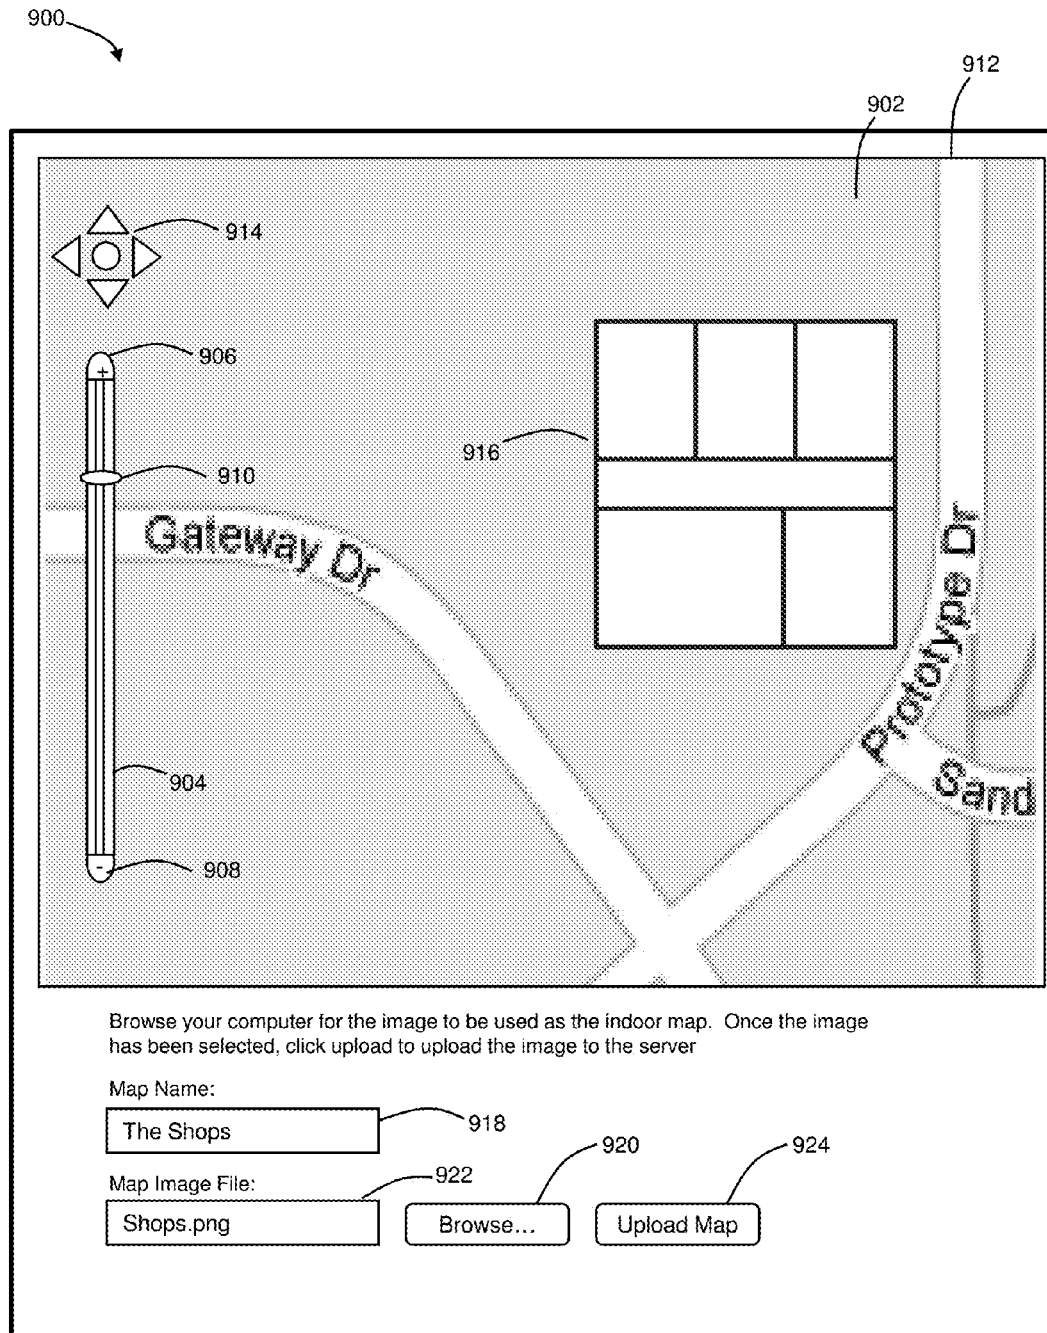 900
912
902
914
906
+
916
910
Gateway Dr
Prototype Dr
Sand
904
-
908
Browse your computer for the image to be used as the indoor map.  Once the image
has been selected, click upload to upload the image to the server
Map Name:
The Shops
918
920
924
Map Image File:
922
Shops.png
Browse...
Upload Map